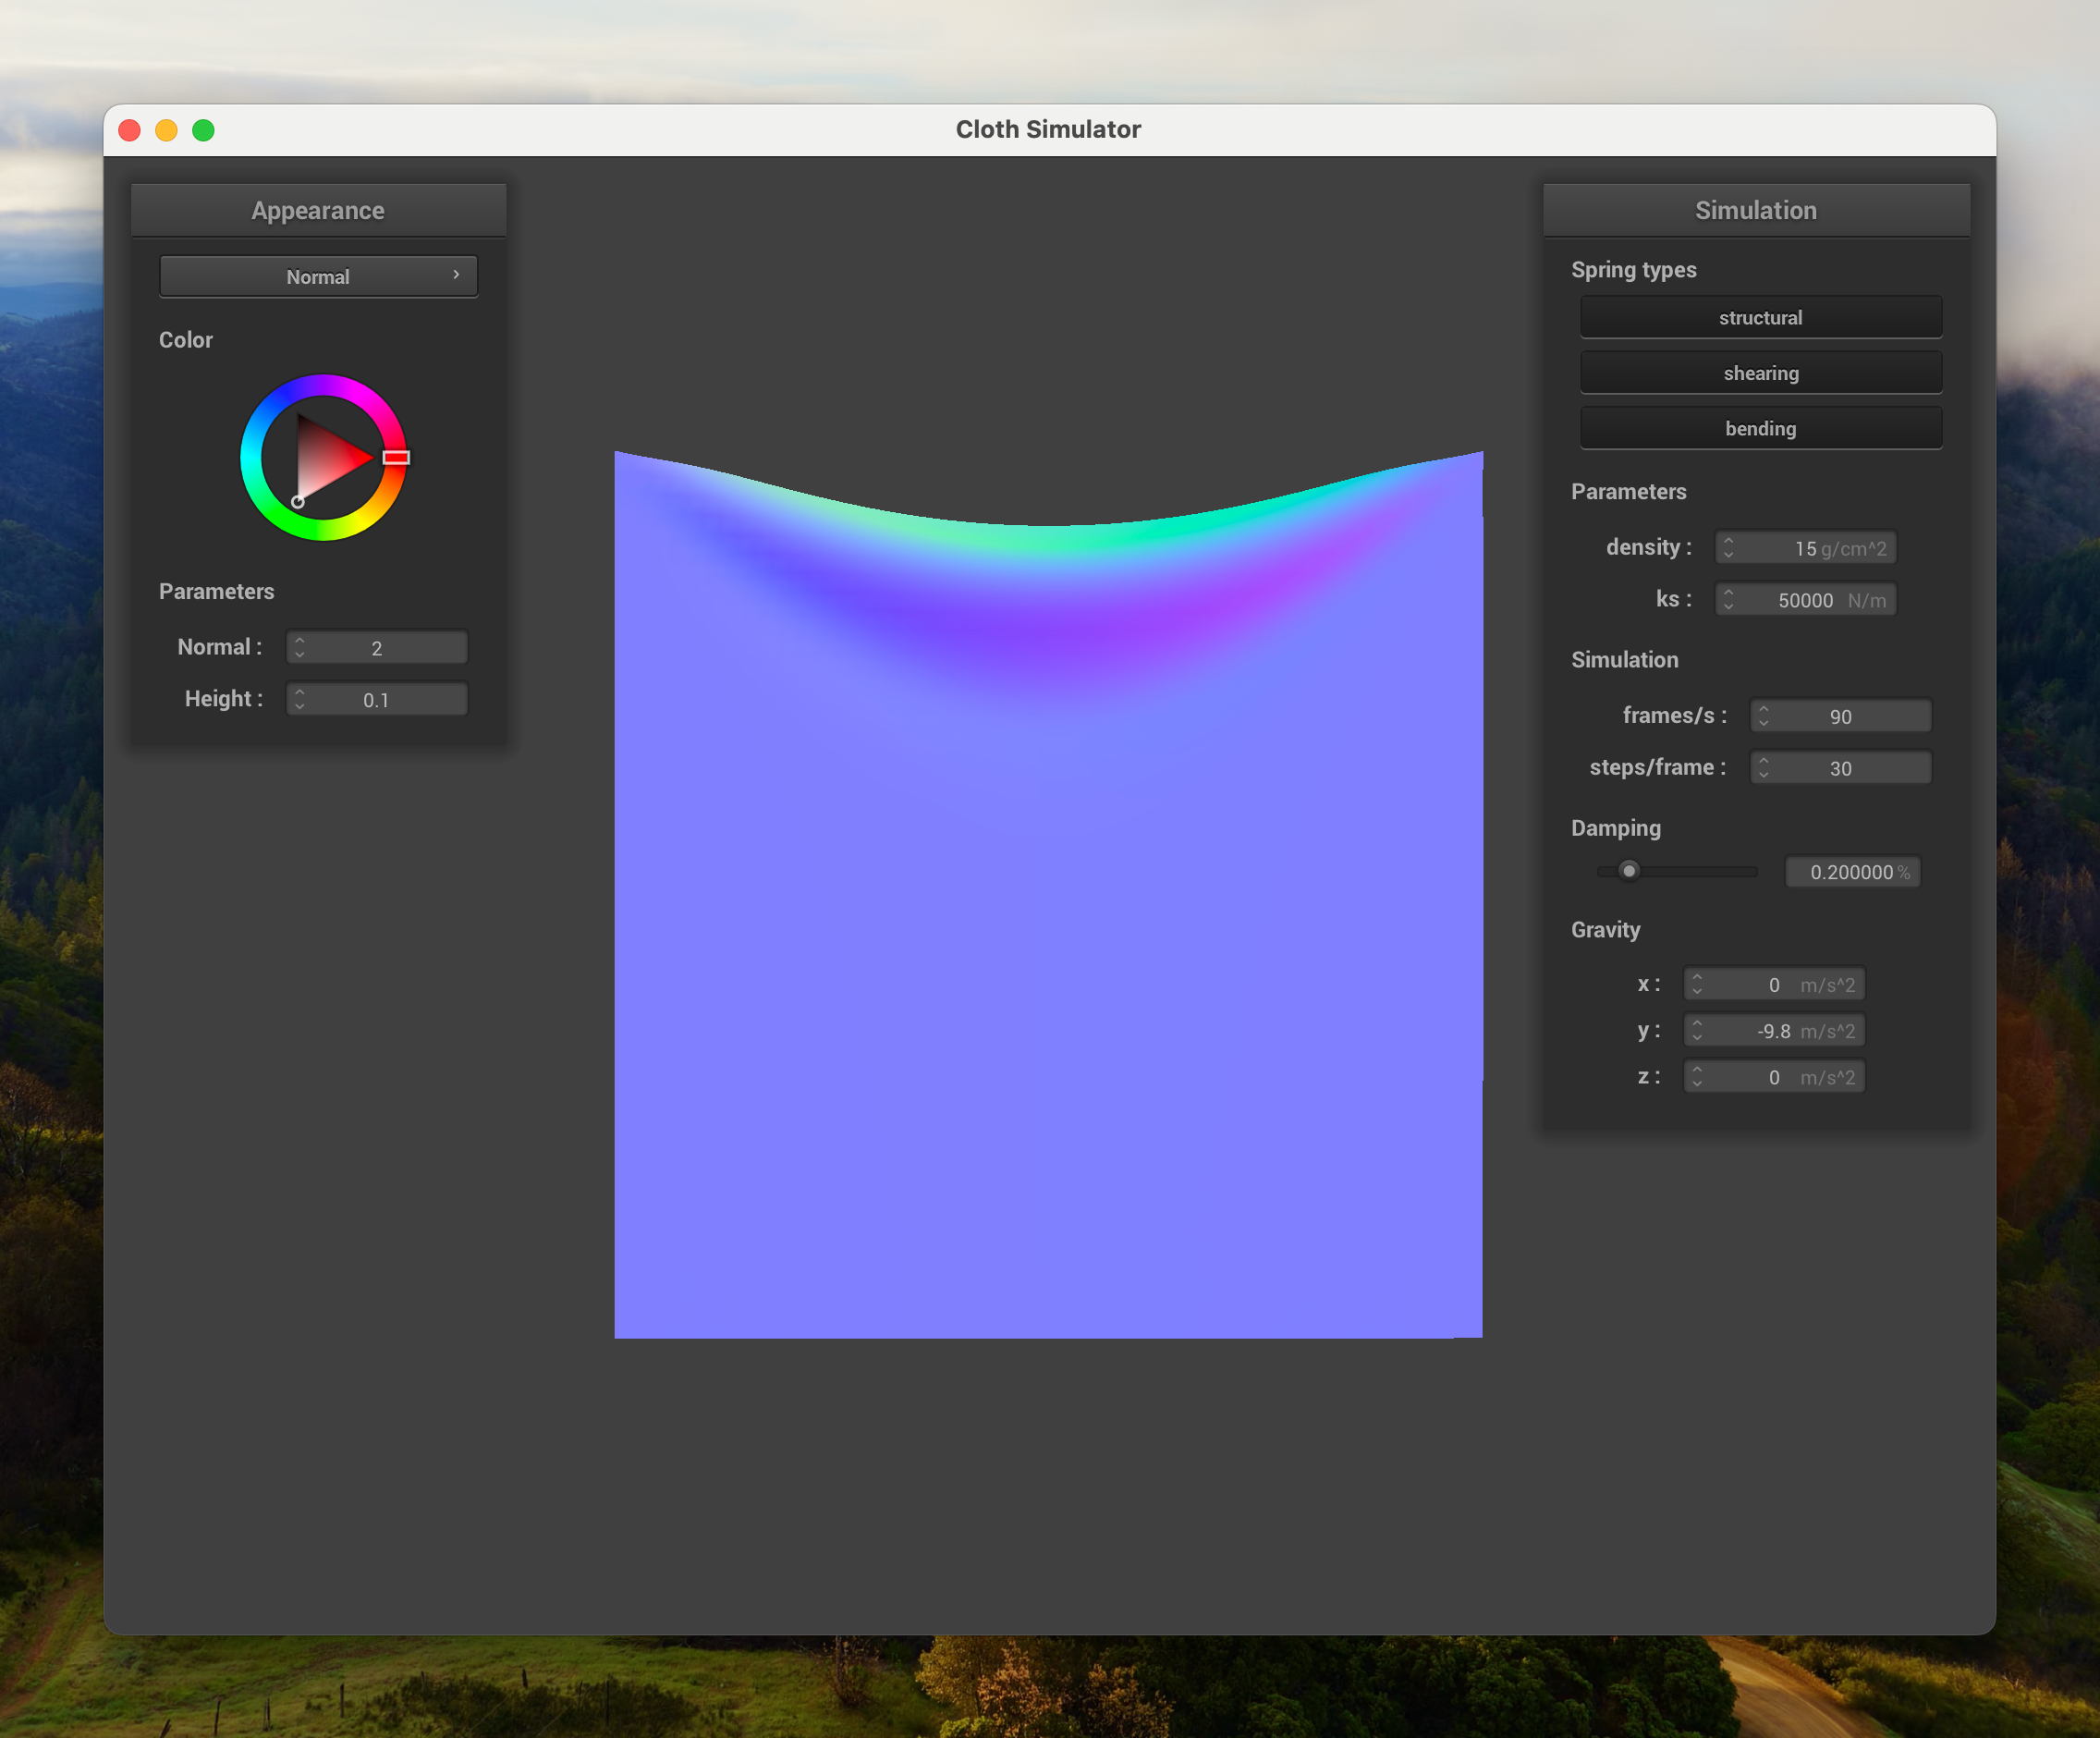 Cloth Simulator
Appearance
Normal
Color
Parameters
Normal : 2
Height : 0.1
Simulation
Spring types
structural
shearing
bending
Parameters
density : 15 g/cm^2
ks : 50000 N/m
Simulation
frames/s : 90
steps/frame : 30
Damping
0.200000 %
Gravity
x : 0 m/s^2
y : -9.8 m/s^2
z : 0 m/s^2